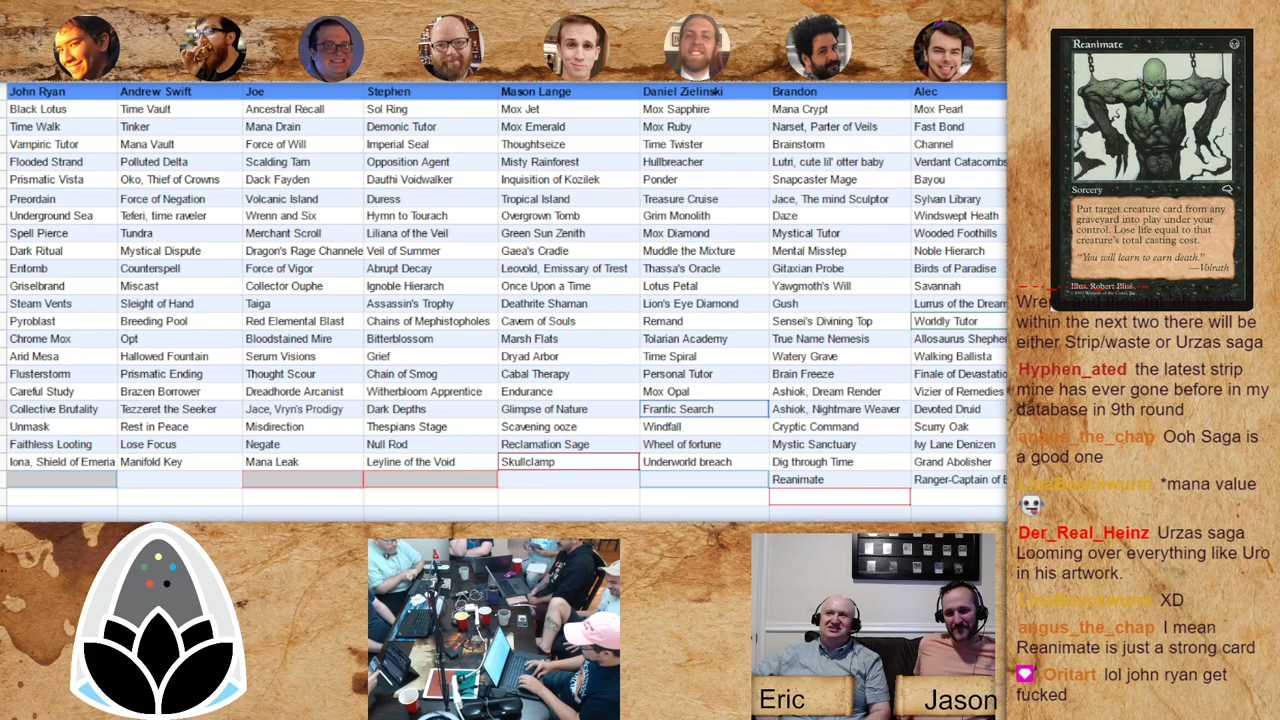 John Ryan Andrew Swift Joe Stephen Mason Lange Daniel Zielinski Brandon Alec
Black Lotus Time Vault Ancestral Recall Sol Ring Mox Jet Mox Sapphire Mana Crypt Mox Pearl
Time Walk Tinker Mana Drain Demonic Tutor Mox Emerald Mox Ruby Narset, Parter of Veils Fast Bond
Vampiric Tutor Mana Vault Force of Will Imperial Seal Thoughtseize Time Twister Brainstorm Channel
Flooded Strand Polluted Delta Scalding Tarn Opposition Agent Misty Rainforest Hullbreacher Lutri, cute lil' otter baby Verdant Catacombs
Prismatic Vista Oko, Thief of Crowns Dack Fayden Dauthi Voidwalker Inquisition of Kozilek Ponder Snapcaster Mage Bayou
Preordain Force of Negation Volcanic Island Duress Tropical Island Treasure Cruise Jace, The mind Sculptor Sylvan Library
Underground Sea Teferi, time raveler Wrenn and Six Hymn to Tourach Overgrown Tomb Grim Monolith Daze Windswept Heath
Spell Pierce Tundra Merchant Scroll Liliana of the Veil Green Sun Zenith Mox Diamond Mystical Tutor Wooded Foothills
Dark Ritual Mystical Dispute Dragon's Rage Channele Veil of Summer Gaea's Cradle Muddle the Mixture Mental Misstep Noble Hierarch
Entomb Counterspell Force of Vigor Abrupt Decay Leovold, Emissary of Trest Thassa's Oracle Gitaxian Probe Birds of Paradise
Griselbrand Miscast Collector Ouphe Ignoble Hierarch Once Upon a Time Lotus Petal Yawgmoth's Will Savannah
Steam Vents Sleight of Hand Taiga Assassin's Trophy Deathrite Shaman Lion's Eye Diamond Gush Lurrus of the Dream
Pyroblast Breeding Pool Red Elemental Blast Chains of Mephistopheles Cavern of Souls Remand Sensei's Divining Top Worldly Tutor
Chrome Mox Opt Bloodstained Mire Bitterblossom Marsh Flats Tolarian Academy True Name Nemesis Allosaurus Shepher
Arid Mesa Hallowed Fountain Serum Visions Grief Dryad Arbor Time Spiral Watery Grave Walking Ballista
Flusterstorm Prismatic Ending Thought Scour Chain of Smog Cabal Therapy Personal Tutor Brain Freeze Finale of Devastatio
Careful Study Brazen Borrower Dreadhorde Arcanist Witherbloom Apprentice Endurance Mox Opal Ashiok, Dream Render Vizier of Remedies
Collective Brutality Tezzeret the Seeker Jace, Vryn's Prodigy Dark Depths Glimpse of Nature Frantic Search Ashiok, Nightmare Weaver Devoted Druid
Unmask Rest in Peace Misdirection Thespians Stage Scavening ooze Windfall Cryptic Command Scurry Oak
Faithless Looting Lose Focus Negate Null Rod Reclamation Sage Wheel of fortune Mystic Sanctuary Ivy Lane Denizen
Iona, Shield of Emeria Manifold Key Mana Leak Leyline of the Void Skullclamp Underworld breach Dig through Time Grand Abolisher
Reanimate Ranger-Captain of E
Reanimate
Sorcery
Put target creature card from any
graveyard into play under your
control. Lose life equal to that
creature's total casting cost.
"You will learn to earn death."
—Volrath
Illus. Robert Bliss
within the next two there will be
either Strip/waste or Urzas saga
Hyphen_ated the latest strip
mine has ever gone before in my
database in 9th round
angus_the_chap Ooh Saga is
a good one
*mana value
Der_Real_Heinz Urzas saga
Looming over everything like Uro
in his artwork.
XD
angus_the_chap I mean
Reanimate is just a strong card
Oritart lol john ryan get
fucked
Eric
Jason